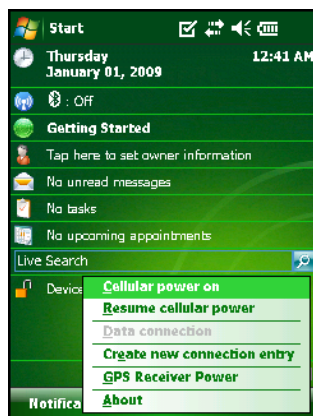 Start
Thursday
January 01, 2009 12:41 AM
: Off
Getting Started
Tap here to set owner information
No unread messages
No tasks
No upcoming appointments
Live Search
Device
Cellular power on
Resume cellular power
Data connection
Create new connection entry
GPS Receiver Power
About
Notifica